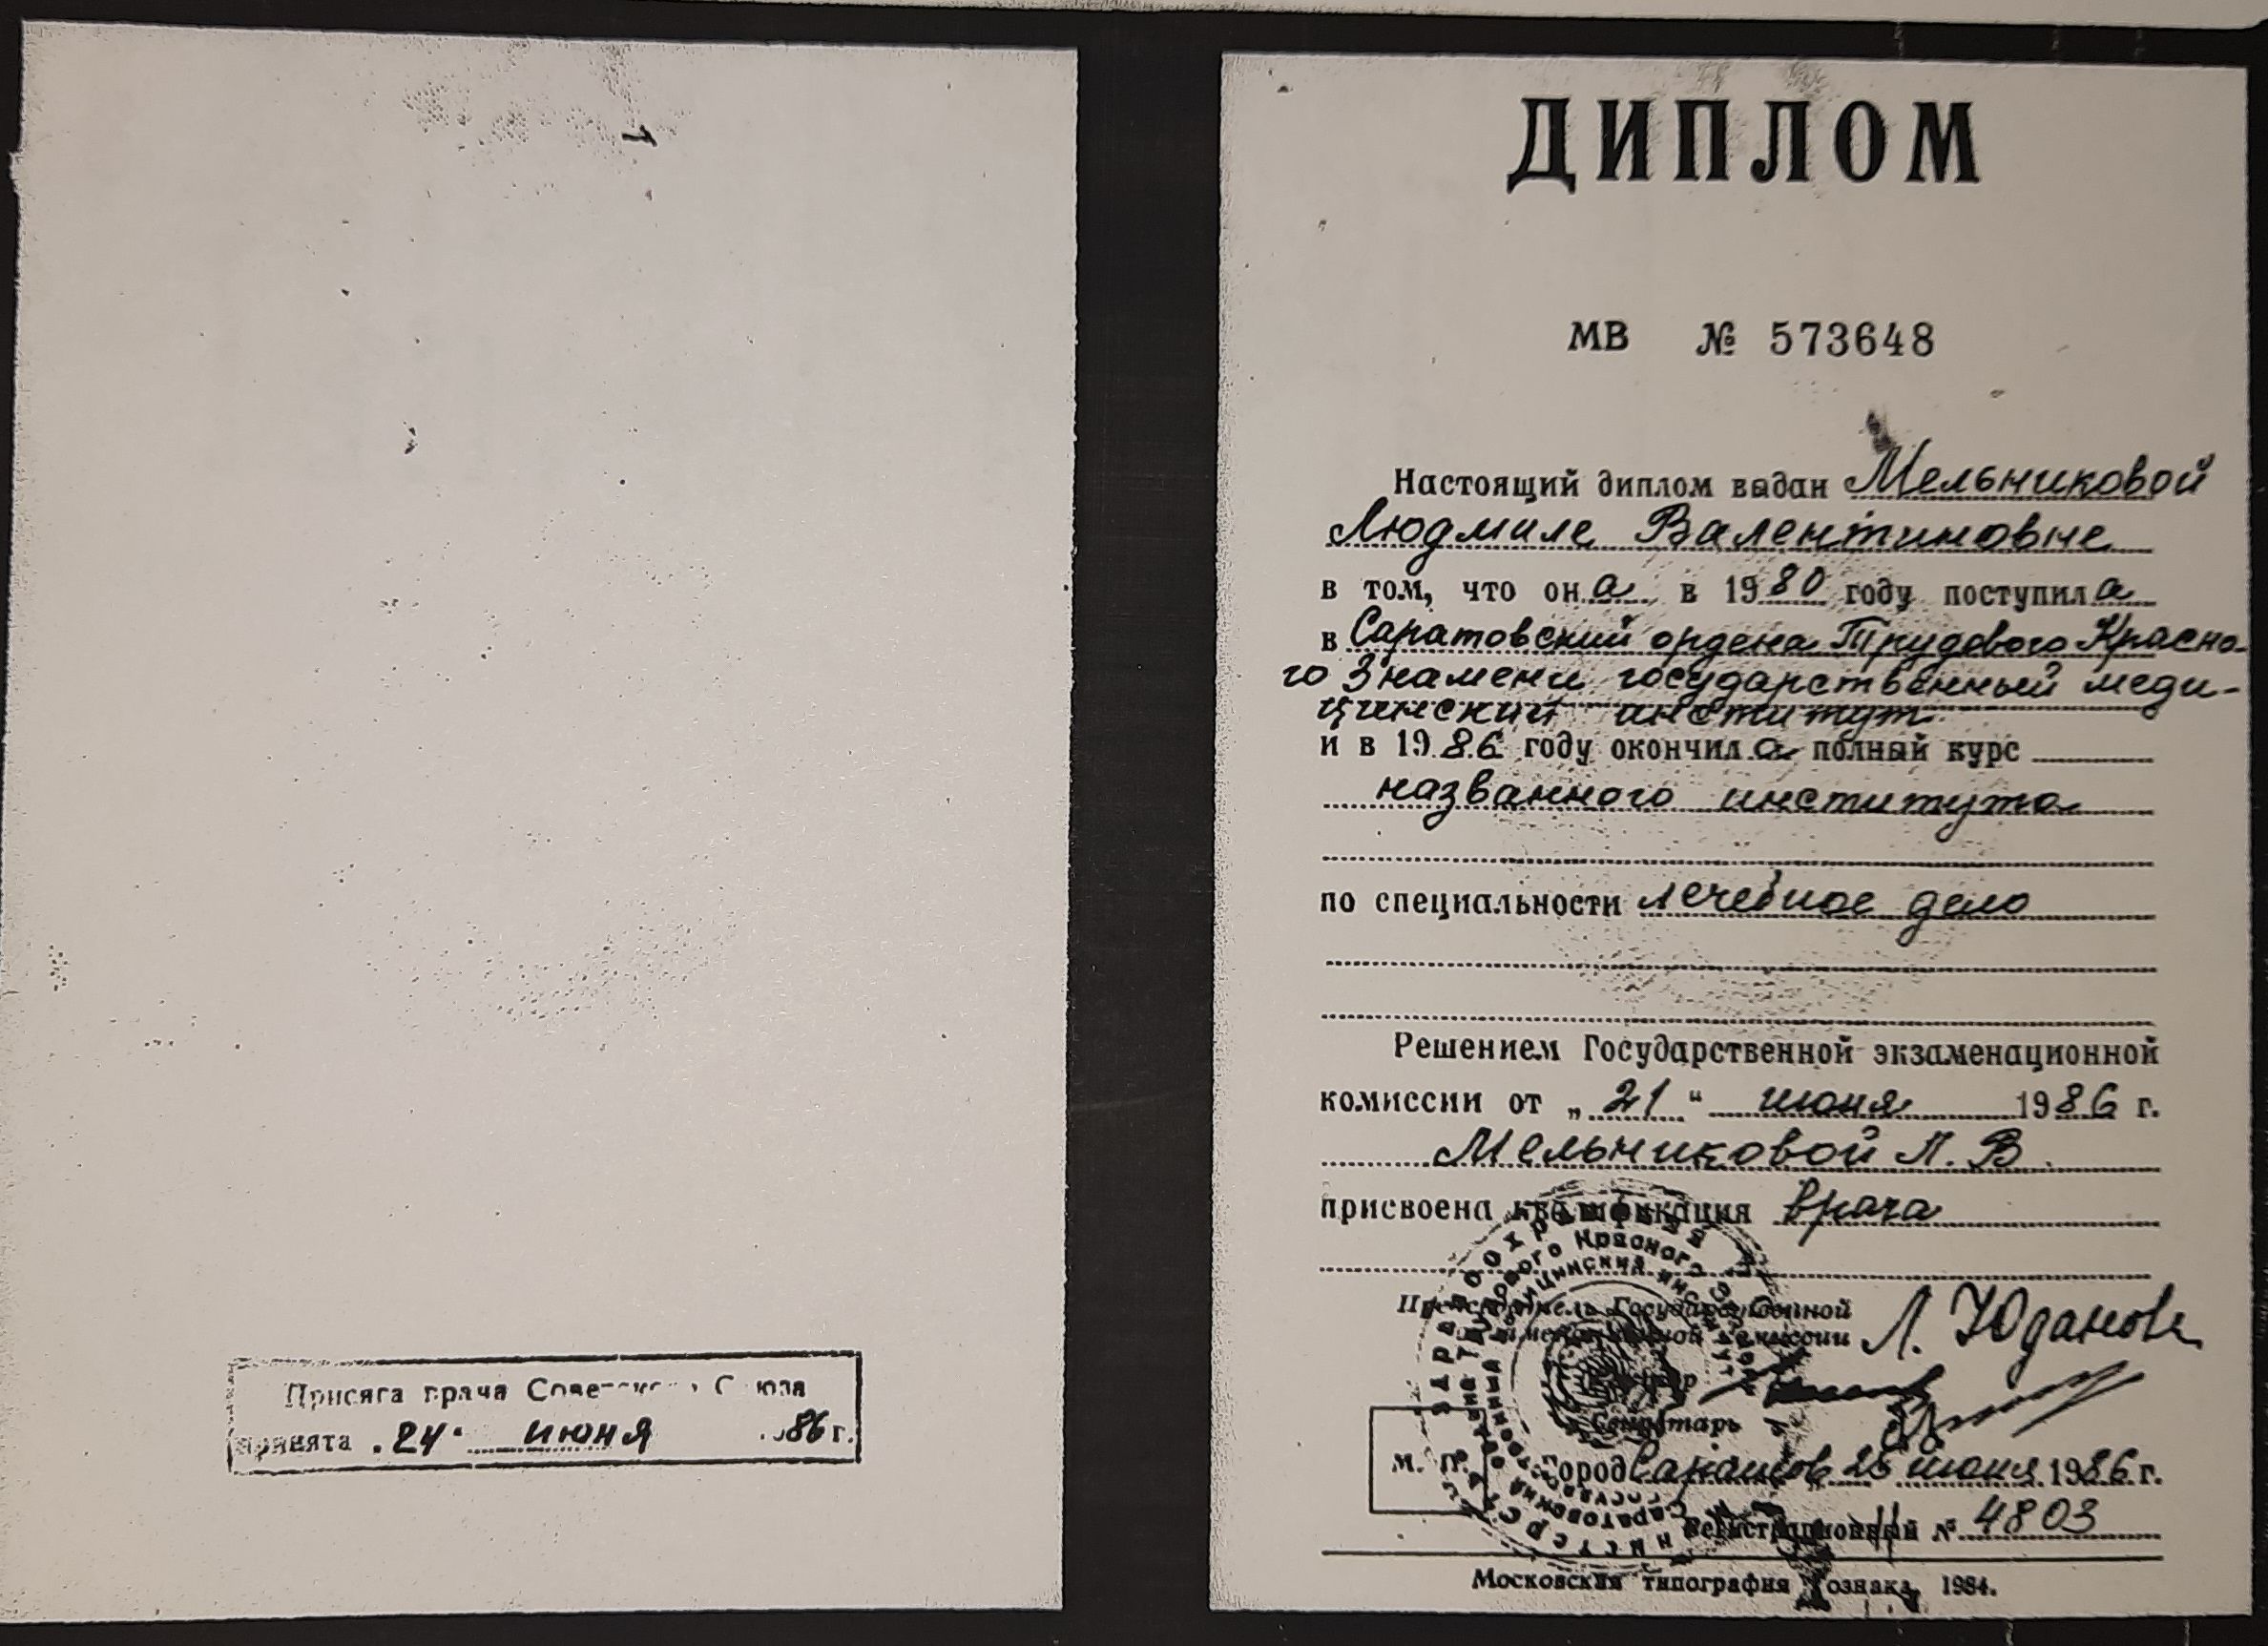 Присяга врача Советского Союза
принята „24“ июня 1986 г.
ДИПЛОМ
МВ № 573648
Настоящий диплом выдан Мельниковой
Людмиле Валентиновне
в том, что она в 1980 году поступила
в Саратовский ордена Трудового Красно-
го Знамени государственный меди-
цинский институт
и в 1986 году окончила полный курс
названного института
по специальности лечебное дело
Решением Государственной экзаменационной
комиссии от „21“ июня 1986 г.
Мельниковой Л. В.
присвоена квалификация врача
Председатель Государственной
экзаменационной комиссии Л. Юданова
Ректор
Секретарь
М. П.
Город Саратов 25 июня 1986 г.
Регистрационный № 4803
Московская типография Гознака. 1984.